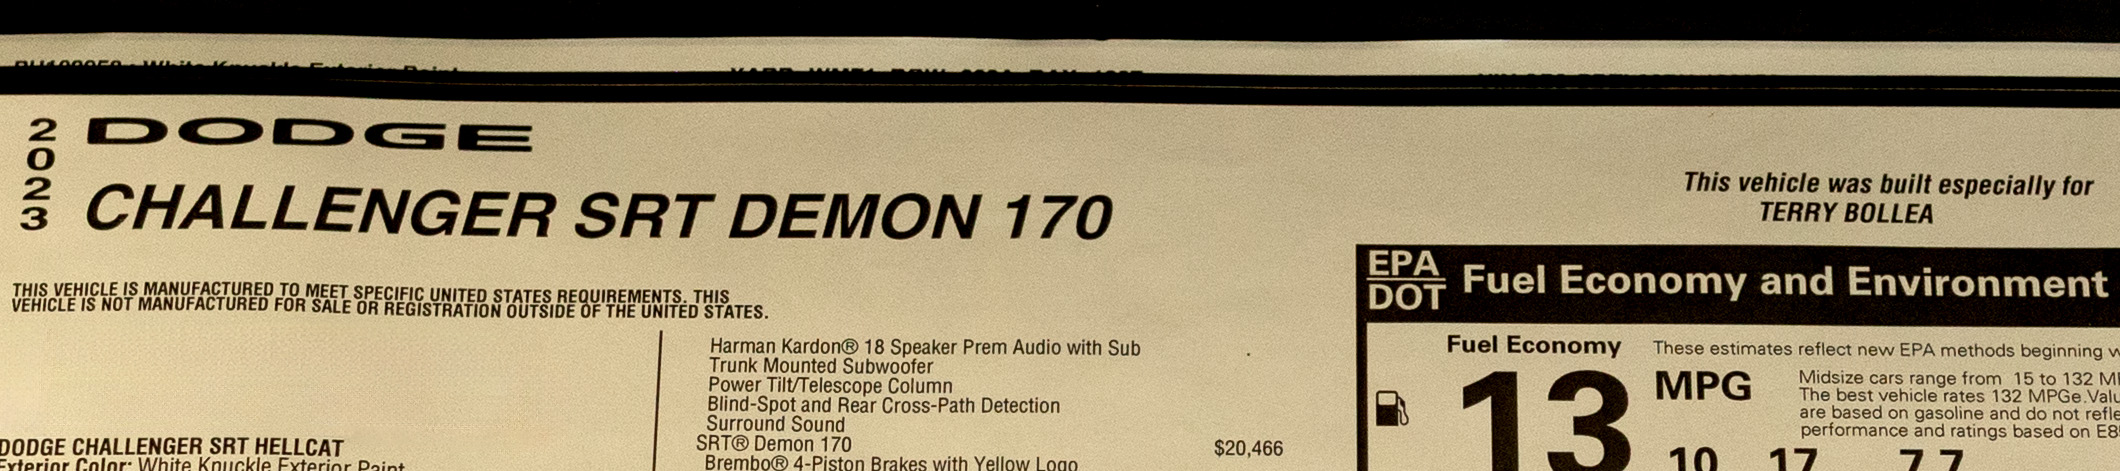 2023
DODGE
CHALLENGER SRT DEMON 170
This vehicle was built especially for
TERRY BOLLEA
THIS VEHICLE IS MANUFACTURED TO MEET SPECIFIC UNITED STATES REQUIREMENTS. THIS
VEHICLE IS NOT MANUFACTURED FOR SALE OR REGISTRATION OUTSIDE OF THE UNITED STATES.
DODGE CHALLENGER SRT HELLCAT
Exterior Color: White Knuckle Exterior Paint
Harman Kardon® 18 Speaker Prem Audio with Sub
Trunk Mounted Subwoofer
Power Tilt/Telescope Column
Blind-Spot and Rear Cross-Path Detection
Surround Sound
SRT® Demon 170 $20,466
Brembo® 4-Piston Brakes with Yellow Logo
EPA
DOT
Fuel Economy and Environment
Fuel Economy
These estimates reflect new EPA methods beginning
13 MPG
Midsize cars range from 15 to 132
The best vehicle rates 132 MPGe.
are based on gasoline and do not
performance and ratings based on
10 17 7.7